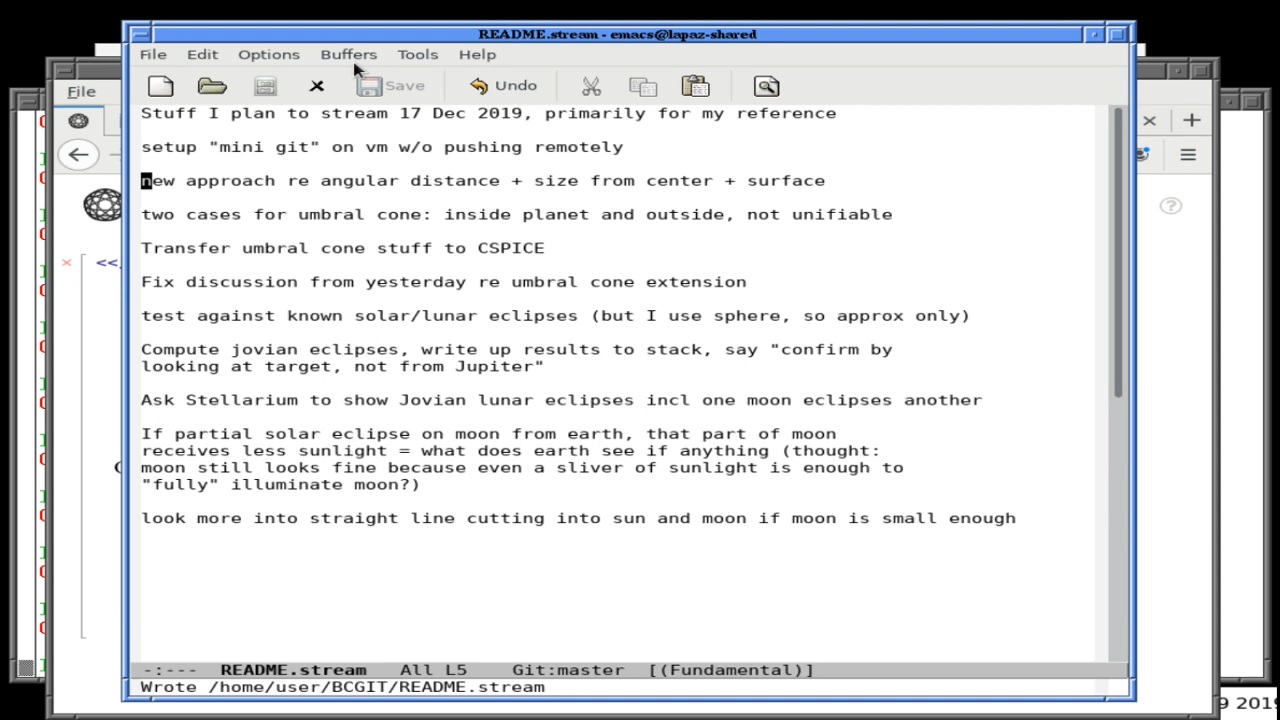 README.stream - emacs@lapaz-shared
File Edit Options Buffers Tools Help
Save Undo
Stuff I plan to stream 17 Dec 2019, primarily for my reference
setup "mini git" on vm w/o pushing remotely
new approach re angular distance + size from center + surface
two cases for umbral cone: inside planet and outside, not unifiable
Transfer umbral cone stuff to CSPICE
Fix discussion from yesterday re umbral cone extension
test against known solar/lunar eclipses (but I use sphere, so approx only)
Compute jovian eclipses, write up results to stack, say "confirm by
looking at target, not from Jupiter"
Ask Stellarium to show Jovian lunar eclipses incl one moon eclipses another
If partial solar eclipse on moon from earth, that part of moon
receives less sunlight = what does earth see if anything (thought:
moon still looks fine because even a sliver of sunlight is enough to
"fully" illuminate moon?)
look more into straight line cutting into sun and moon if moon is small enough
-:--- README.stream All L5 Git:master [(Fundamental)]
Wrote /home/user/BCGIT/README.stream
File
<<